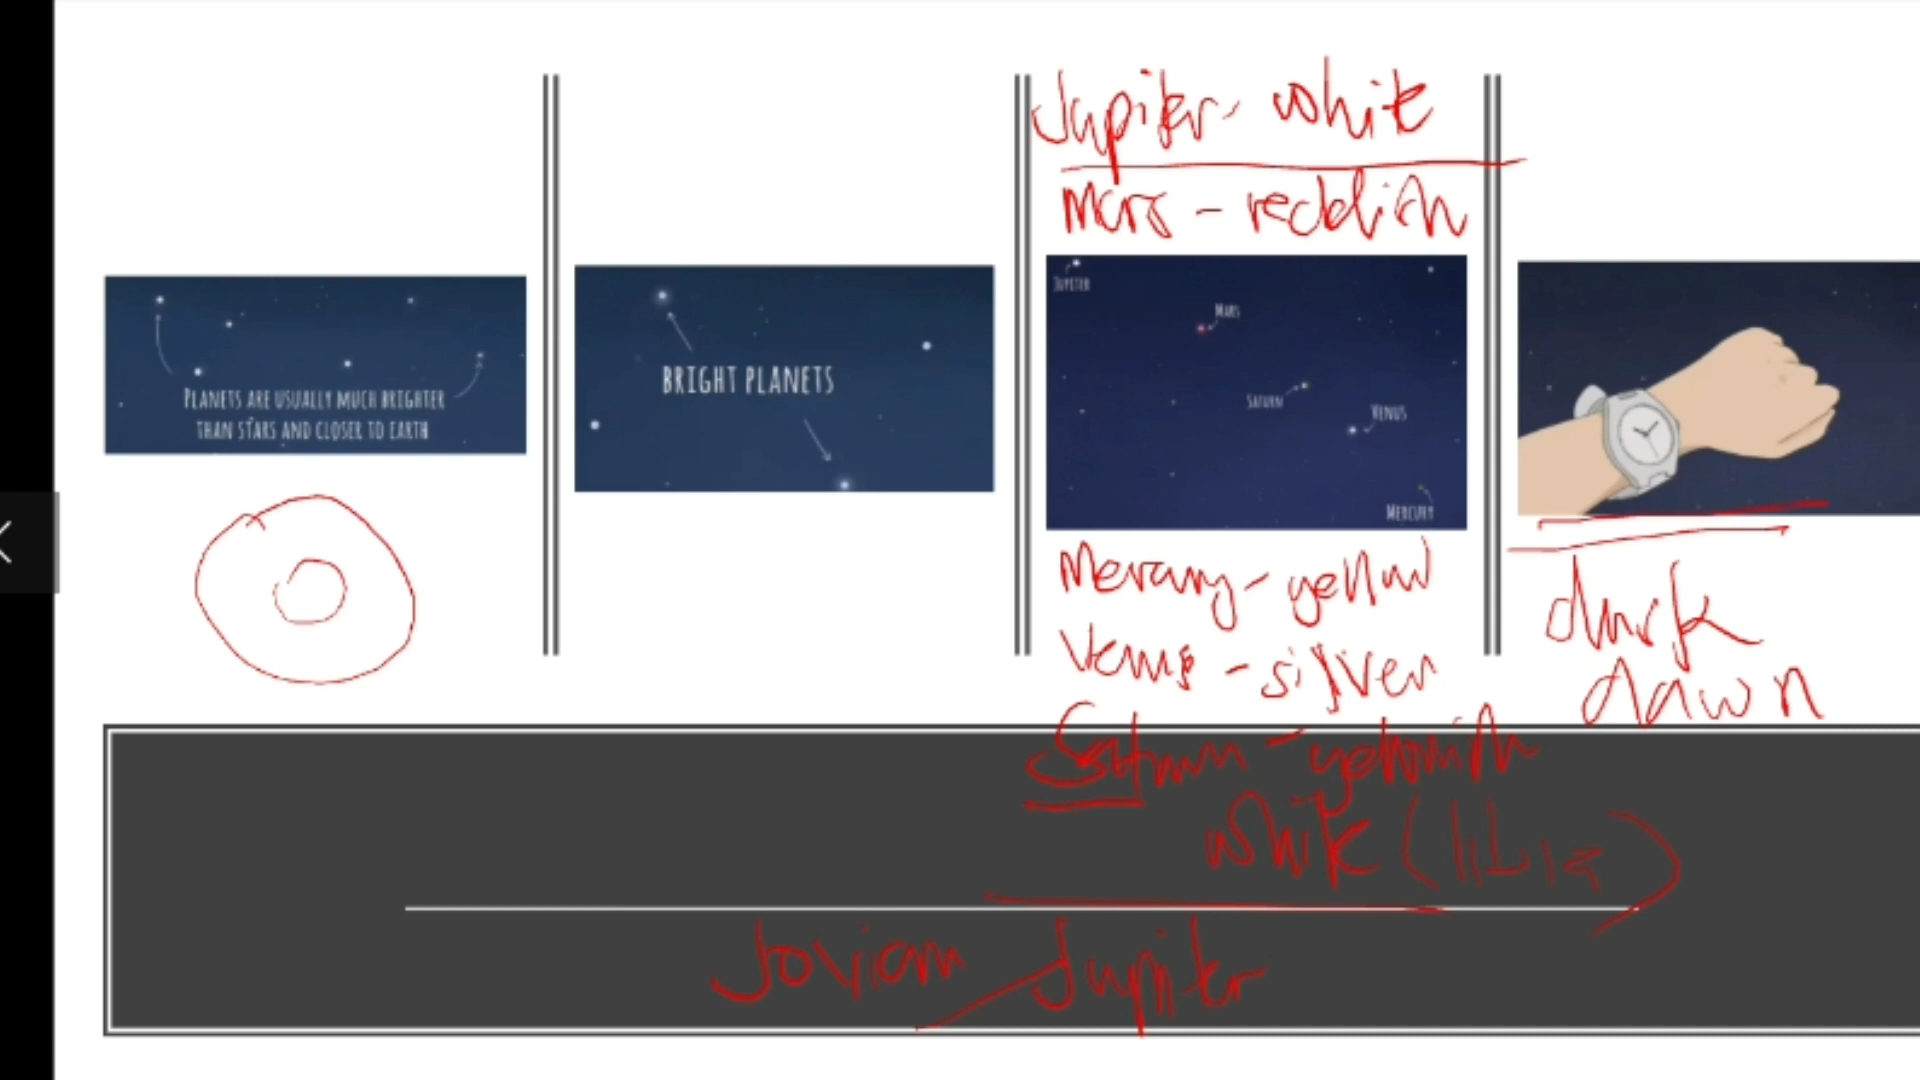 PLANETS ARE USUALLY MUCH BRIGHTER
THAN STARS AND CLOSER TO EARTH
BRIGHT PLANETS
Jupiter - white
Mars - reddish
JUPITER
MARS
SATURN
VENUS
MERCURY
Mercury - yellow
Venus - silver
Saturn - yellowish
white
dark
dawn
Jovian / Jupiter